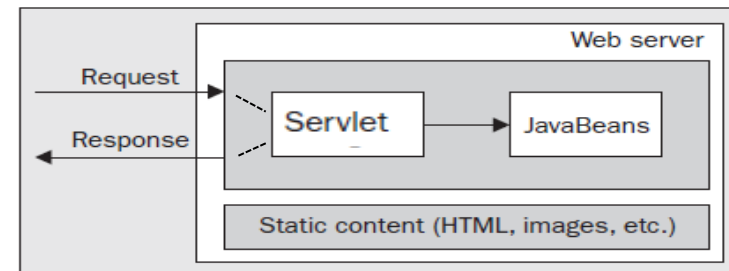 Web server
Request
Servlet
JavaBeans
Response
Static content (HTML, images, etc.)